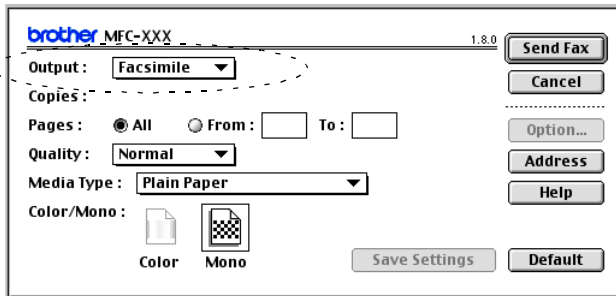 brother MFC-XXX 1.8.0
Send Fax
Output : Facsimile
Cancel
Copies :
Pages : All From : To :
Option...
Quality : Normal
Address
Media Type : Plain Paper
Help
Color/Mono :
Color Mono
Save Settings Default